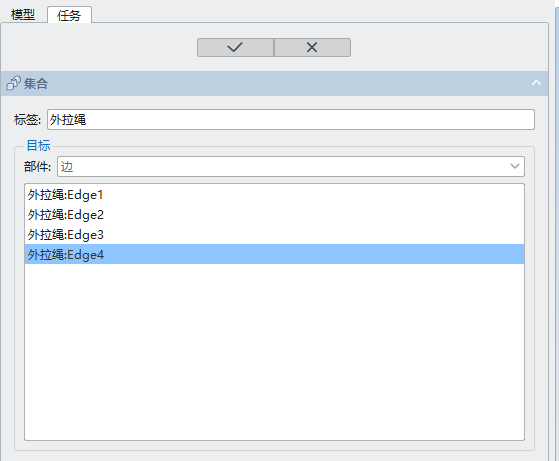 模型 任务
集合
标签: 外拉绳
目标
部件: 边
外拉绳:Edge1
外拉绳:Edge2
外拉绳:Edge3
外拉绳:Edge4